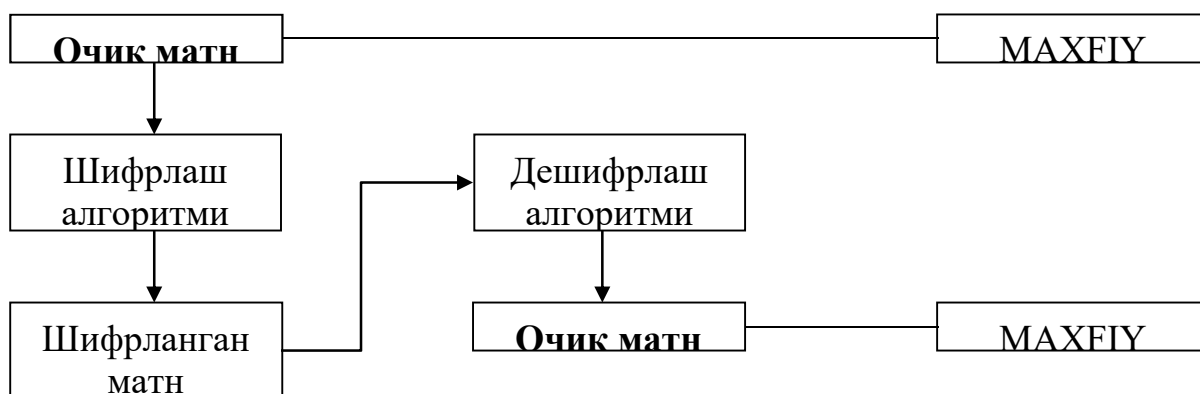 Очик матн
MAXFIY
Шифрлаш
алгоритми
Дешифрлаш
алгоритми
Шифрланган
матн
Очик матн
MAXFIY